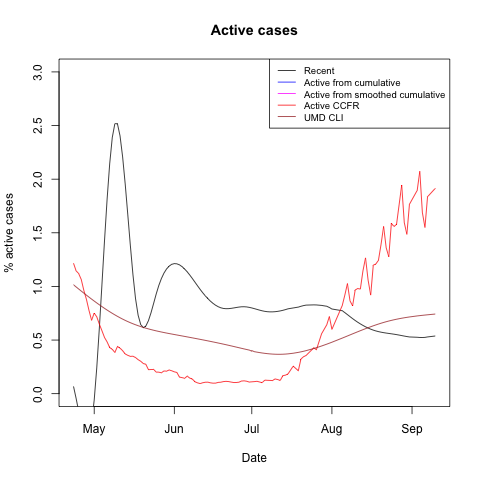 Active cases
Recent
Active from cumulative
Active from smoothed cumulative
Active CCFR
UMD CLI
% active cases
3.0
2.5
2.0
1.5
1.0
0.5
0.0
May Jun Jul Aug Sep
Date